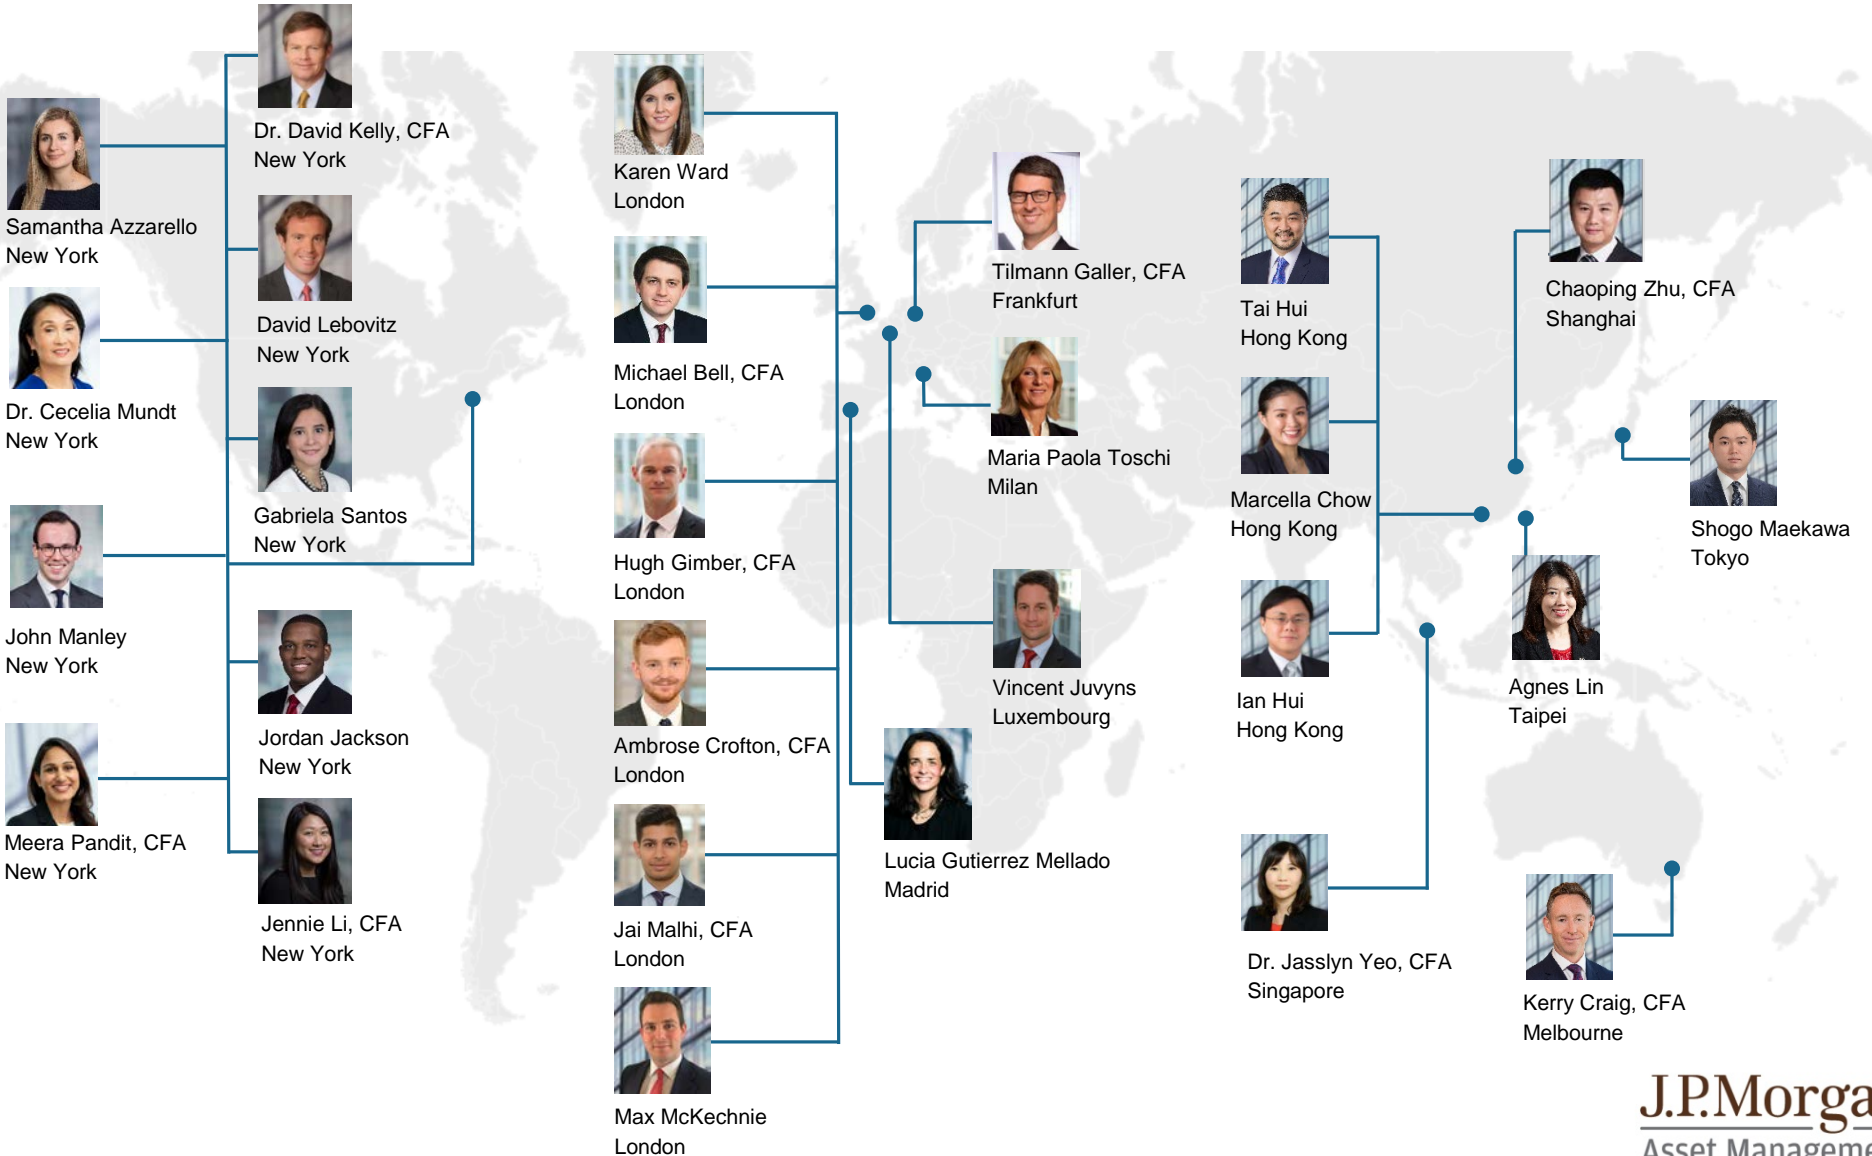 Dr. David Kelly, CFA
New York
Samantha Azzarello
New York
David Lebovitz
New York
Dr. Cecelia Mundt
New York
Gabriela Santos
New York
John Manley
New York
Jordan Jackson
New York
Meera Pandit, CFA
New York
Jennie Li, CFA
New York
Karen Ward
London
Michael Bell, CFA
London
Hugh Gimber, CFA
London
Ambrose Crofton, CFA
London
Jai Malhi, CFA
London
Max McKechnie
London
Tilmann Galler, CFA
Frankfurt
Maria Paola Toschi
Milan
Vincent Juvyns
Luxembourg
Lucia Gutierrez Mellado
Madrid
Tai Hui
Hong Kong
Marcella Chow
Hong Kong
Ian Hui
Hong Kong
Dr. Jasslyn Yeo, CFA
Singapore
Chaoping Zhu, CFA
Shanghai
Shogo Maekawa
Tokyo
Agnes Lin
Taipei
Kerry Craig, CFA
Melbourne
J.P.Morga
Asset Manageme